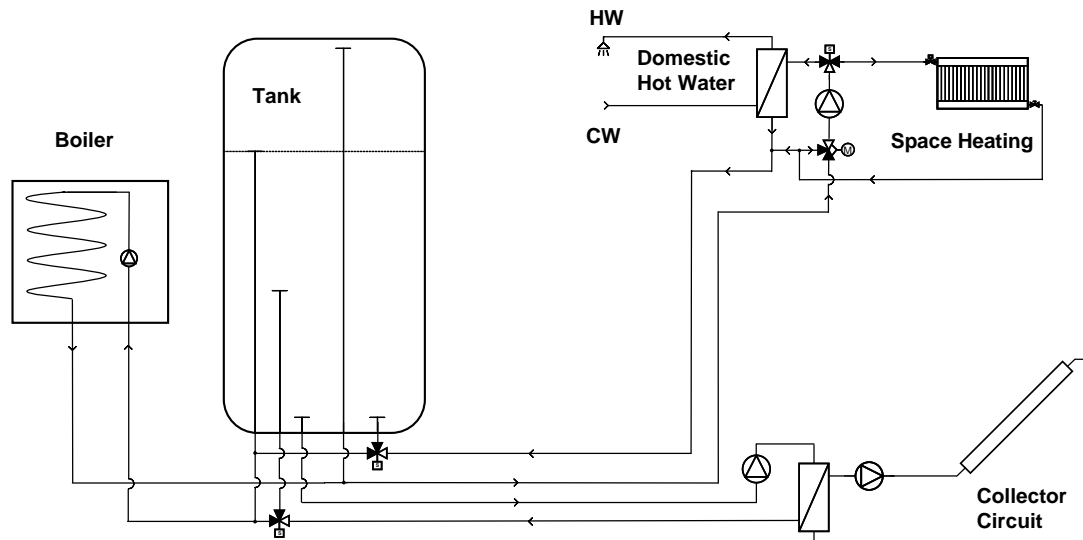 HW
Domestic
Hot Water
Tank
CW
Boiler
Space Heating
M
s
s
s
Collector
Circuit